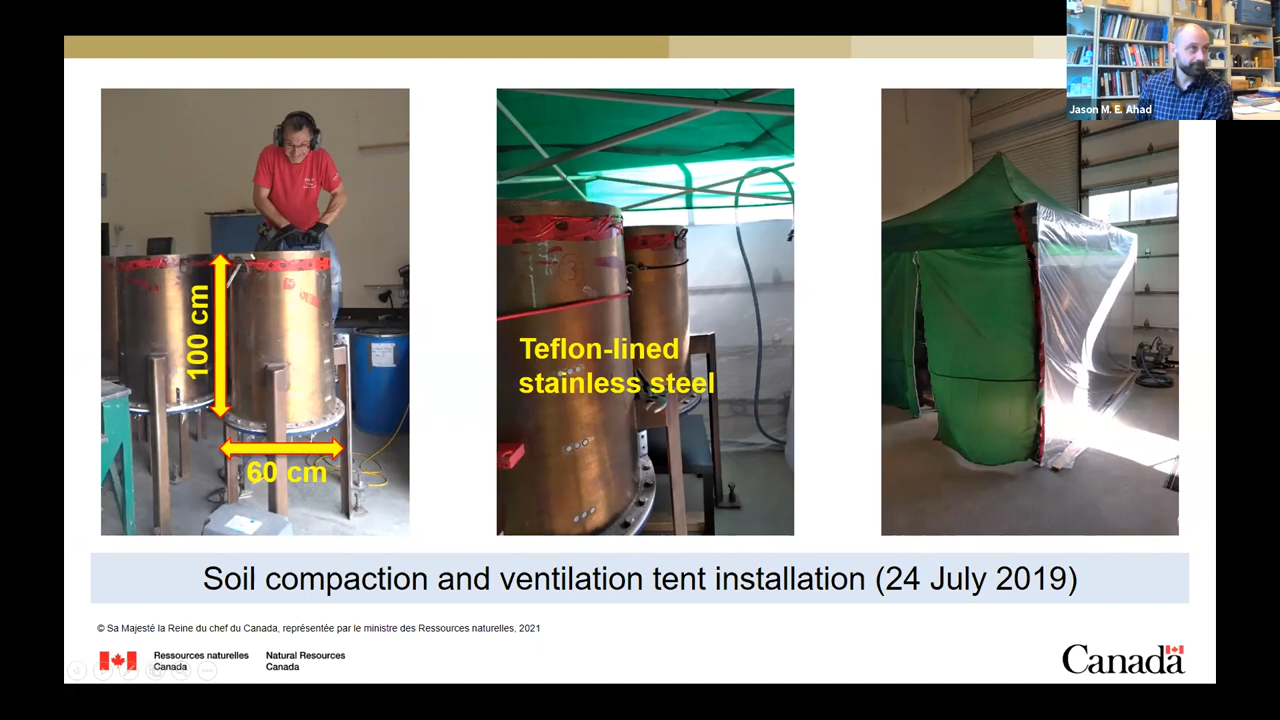 Jason M. E. Ahad
100 cm
60 cm
Teflon-lined
stainless steel
Soil compaction and ventilation tent installation (24 July 2019)
© Sa Majesté la Reine du chef du Canada, représentée par le ministre des Ressources naturelles, 2021
Ressources naturelles
Canada
Natural Resources
Canada
Canada